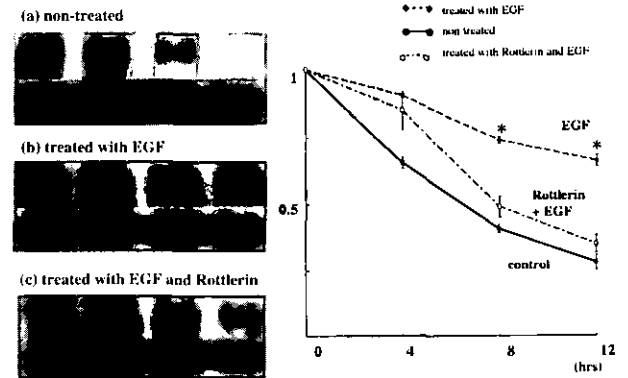 (a) non-treated
(b) treated with EGF
(c) treated with EGF and Rottlerin
treated with EGF
non treated
treated with Rottlerin and EGF
1
0.5
*
*
EGF
Rottlerin
+ EGF
control
0
4
8
12
(hrs)